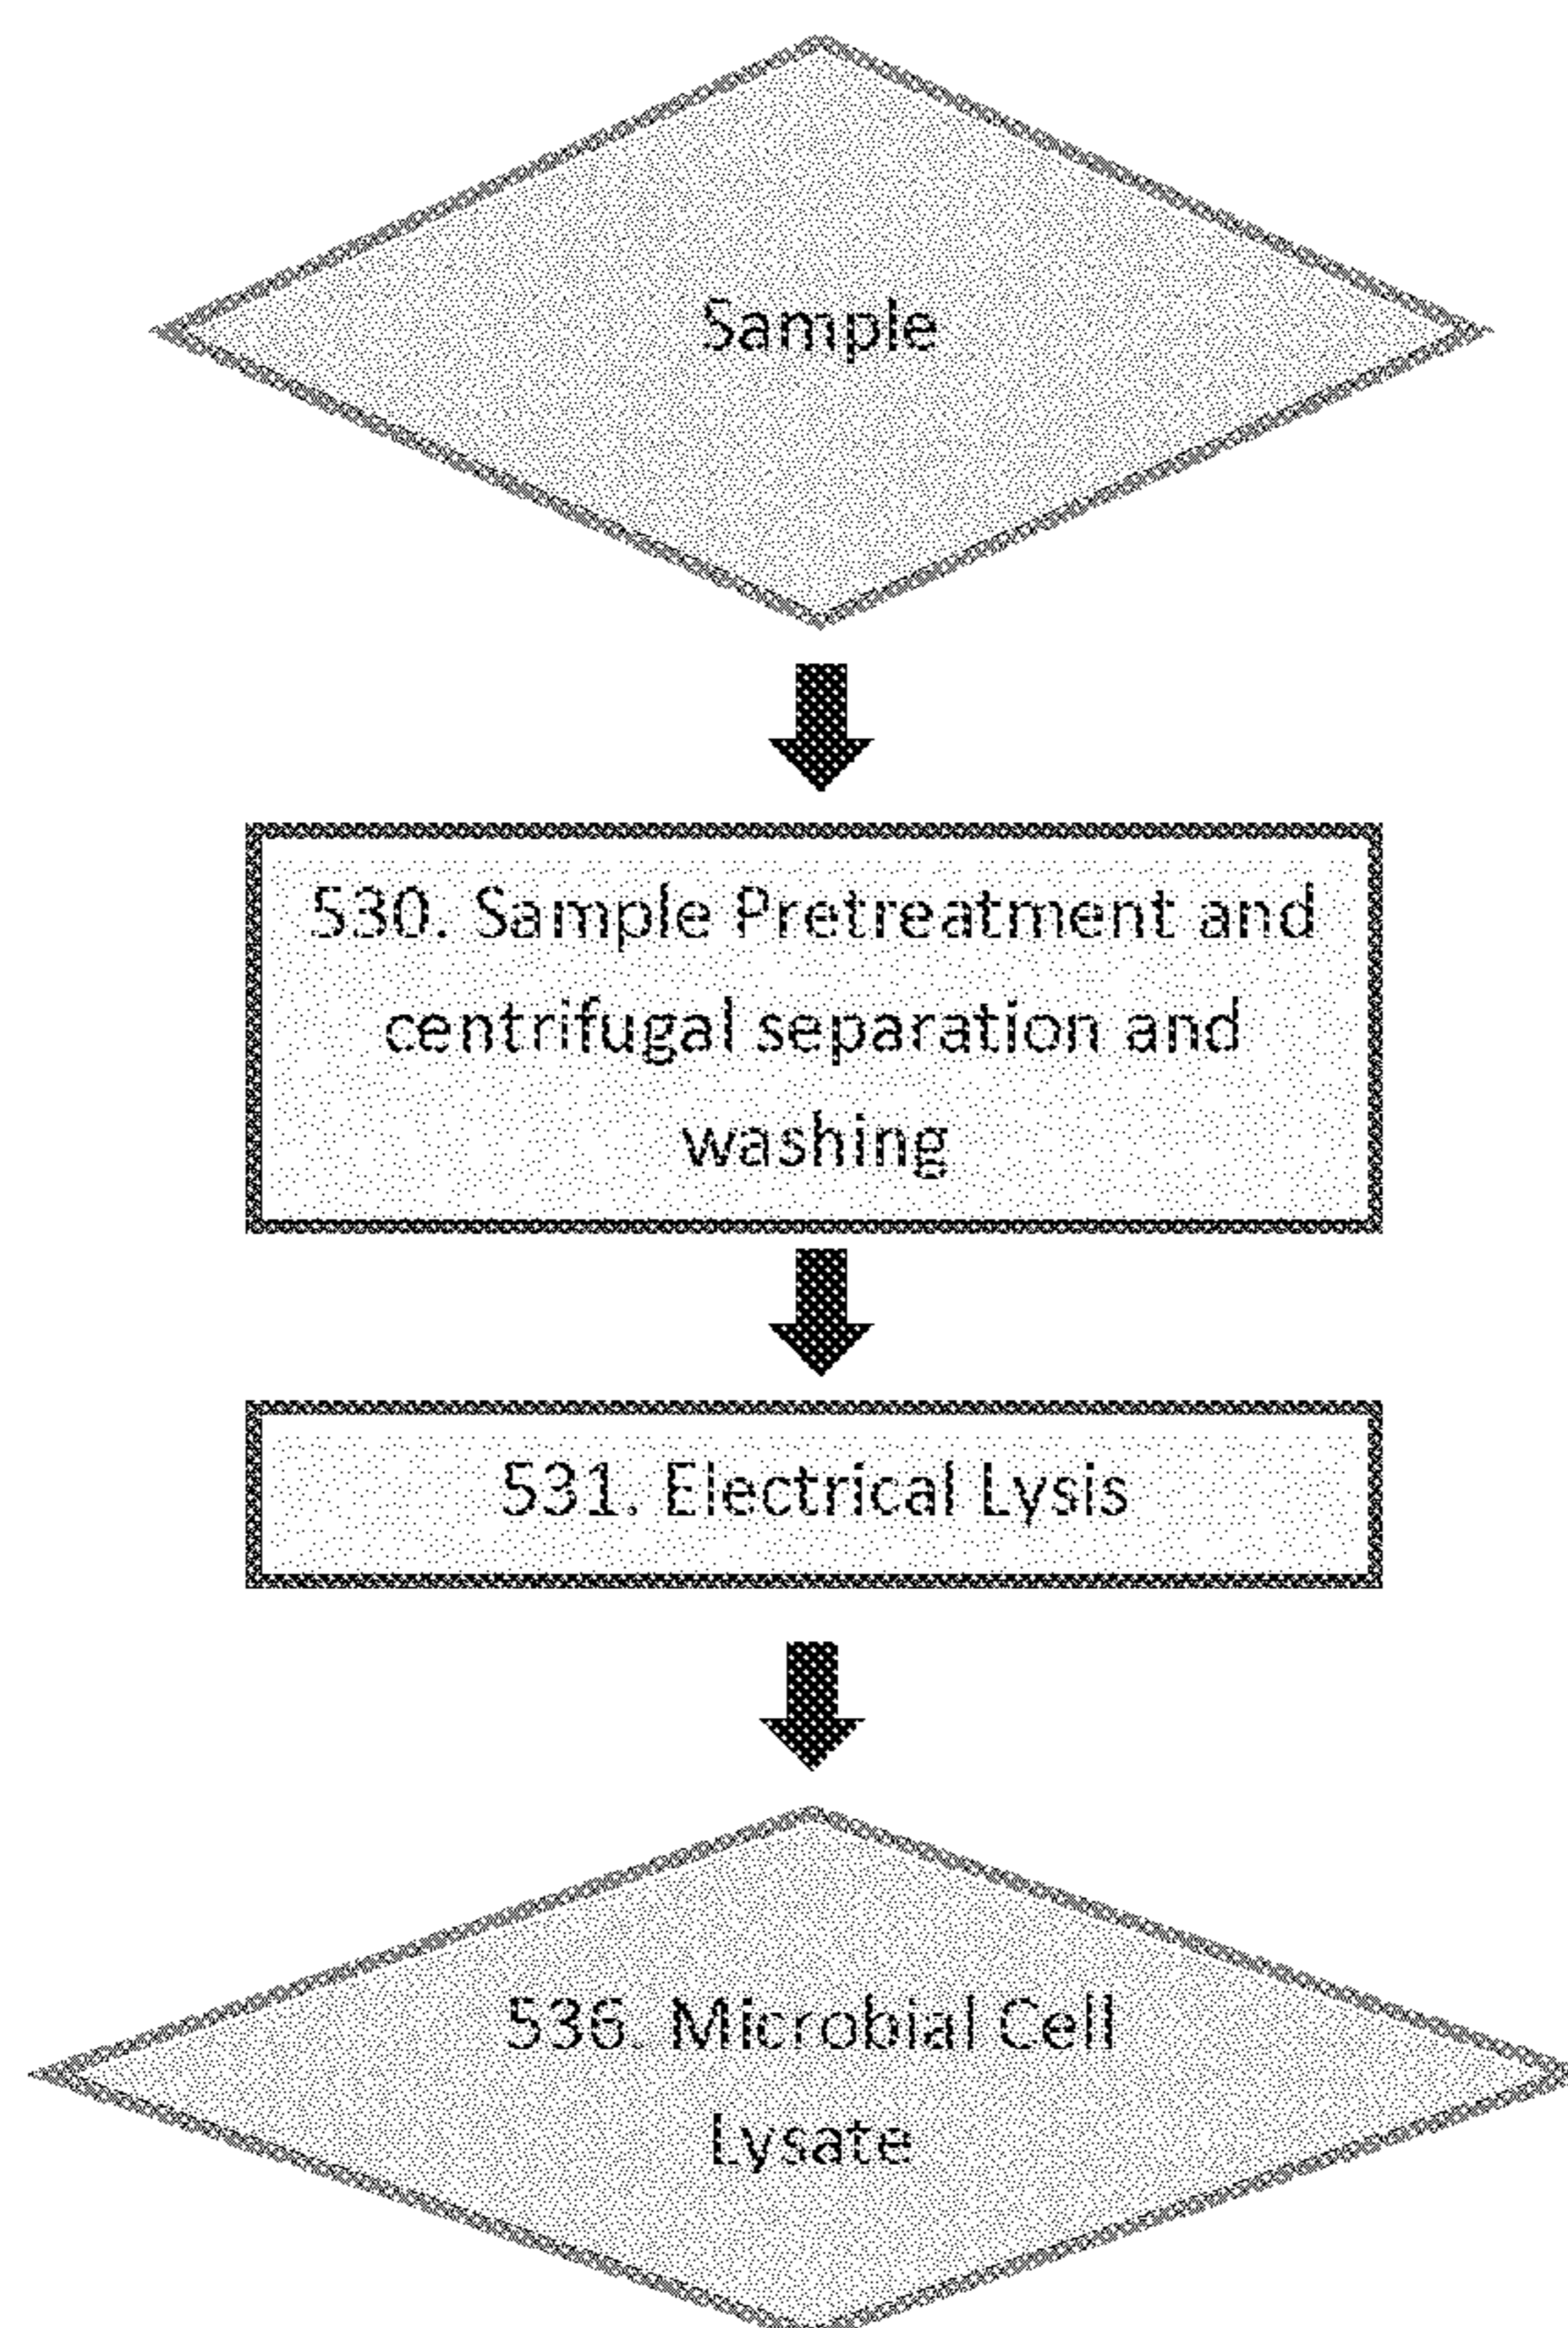 Sample
530. Sample Pretreatment and
centrifugal separation and
washing
531. Electrical Lysis
536. Microbial Cell
Lysate